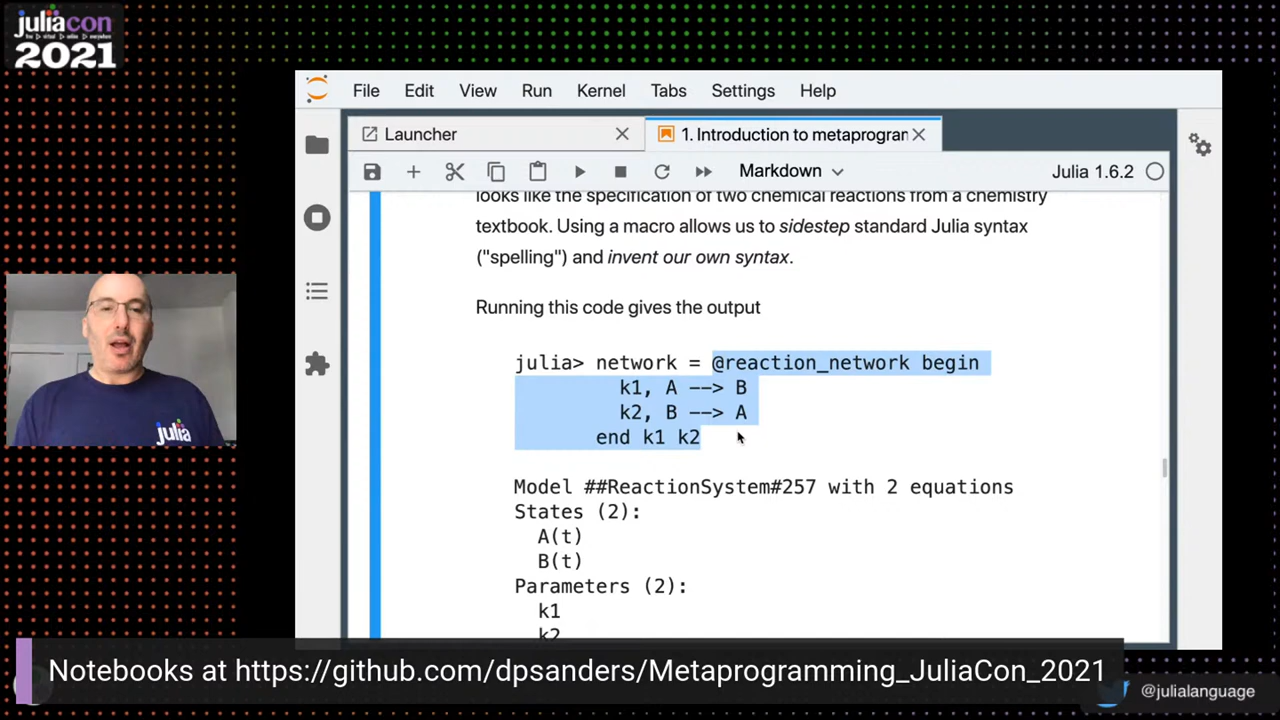 juliacon
2021
File Edit View Run Kernel Tabs Settings Help
Launcher
1. Introduction to metaprogran
Markdown
Julia 1.6.2
looks like the specification of two chemical reactions from a chemistry
textbook. Using a macro allows us to sidestep standard Julia syntax
("spelling") and invent our own syntax.
Running this code gives the output
julia> network = @reaction_network begin
k1, A --> B
k2, B --> A
end k1 k2
Model ##ReactionSystem#257 with 2 equations
States (2):
A(t)
B(t)
Parameters (2):
k1
k2
julia
Notebooks at https://github.com/dpsanders/Metaprogramming_JuliaCon_2021
@julialanguage